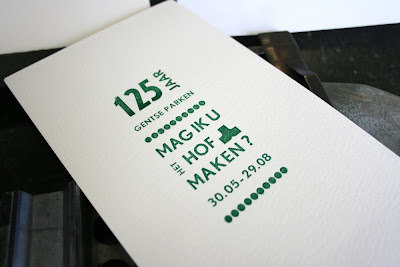 125 JAAR
GENTSE PARKEN
MAG IK U
HET HOF
MAKEN?
30.05 - 29.08